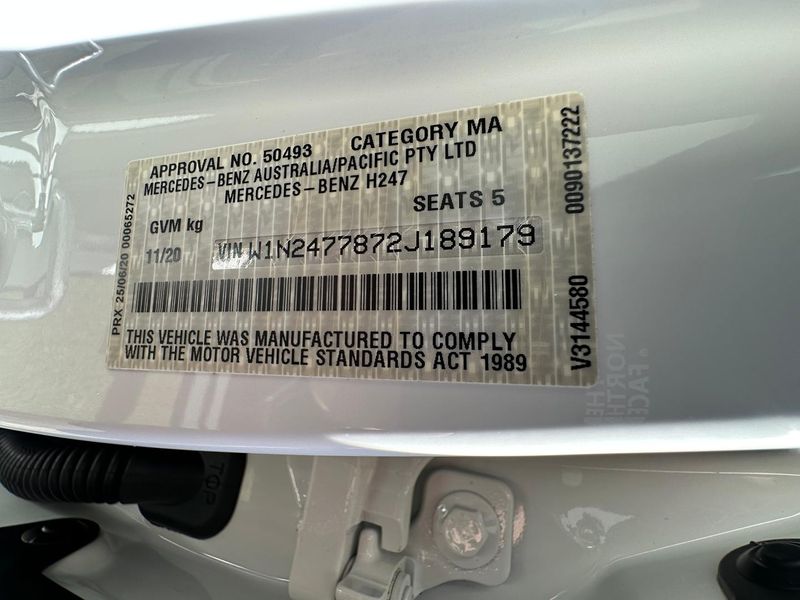 APPROVAL NO. 50493 CATEGORY MA
MERCEDES-BENZ AUSTRALIA/PACIFIC PTY LTD
MERCEDES-BENZ H247
SEATS 5
GVM kg
11/20 VIN W1N2477872J189179
THIS VEHICLE WAS MANUFACTURED TO COMPLY
WITH THE MOTOR VEHICLE STANDARDS ACT 1989
PRX 25/06/20 00065272
0090137222
V3144580
TOP